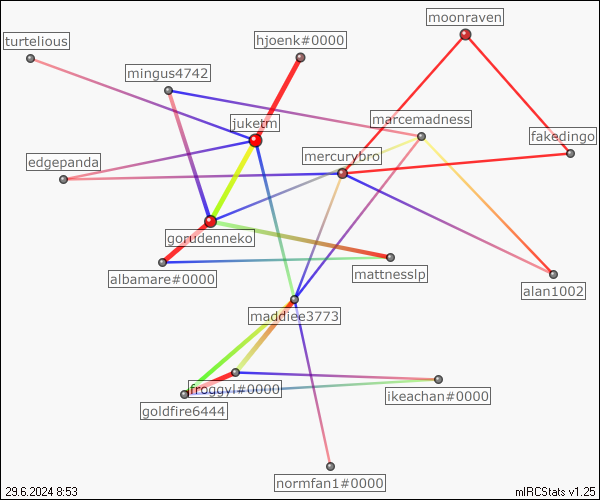 moonraven
turtelious
hjoenk#0000
mingus4742
juketm
marcemadness
fakedingo
mercurybro
edgepanda
gorudenneko
albamare#0000
mattnesslp
alan1002
maddiee3773
froggyl#0000
goldfire6444
ikeachan#0000
normfan1#0000
29.6.2024 8:53
mIRCStats v1.25